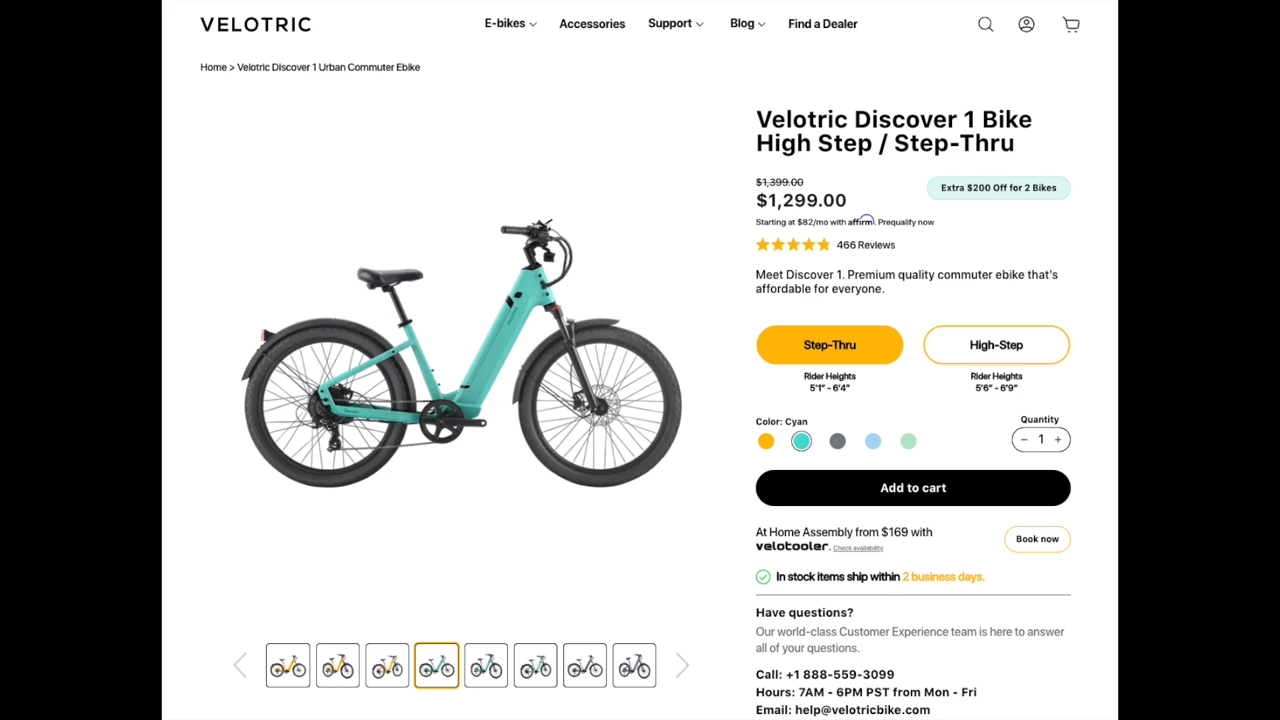 VELOTRIC
E-bikes
Accessories
Support
Blog
Find a Dealer
Home > Velotric Discover 1 Urban Commuter Ebike
Velotric Discover 1 Bike
High Step / Step-Thru
$1,399.00
$1,299.00
Extra $200 Off for 2 Bikes
Starting at $82/mo with affirm. Prequalify now
466 Reviews
Meet Discover 1. Premium quality commuter ebike that's
affordable for everyone.
Step-Thru
High-Step
Rider Heights
5'1" - 6'4"
Rider Heights
5'6" - 6'9"
Color: Cyan
Quantity
− 1 +
Add to cart
At Home Assembly from $169 with
velotooler. Check availability
Book now
In stock items ship within 2 business days.
Have questions?
Our world-class Customer Experience team is here to answer
all of your questions.
Call: +1 888-559-3099
Hours: 7AM - 6PM PST from Mon - Fri
Email: help@velotricbike.com